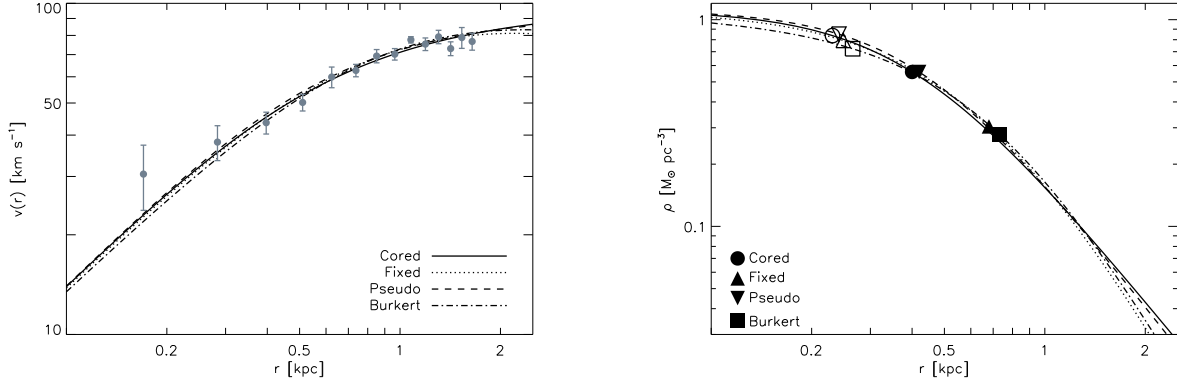 100
50
10
v(r) [km s⁻¹]
Cored
Fixed
Pseudo
Burkert
0.2
0.5
1
2
r [kpc]
1
0.1
ρ [M☉ pc⁻³]
Cored
Fixed
Pseudo
Burkert
0.2
0.5
1
2
r [kpc]